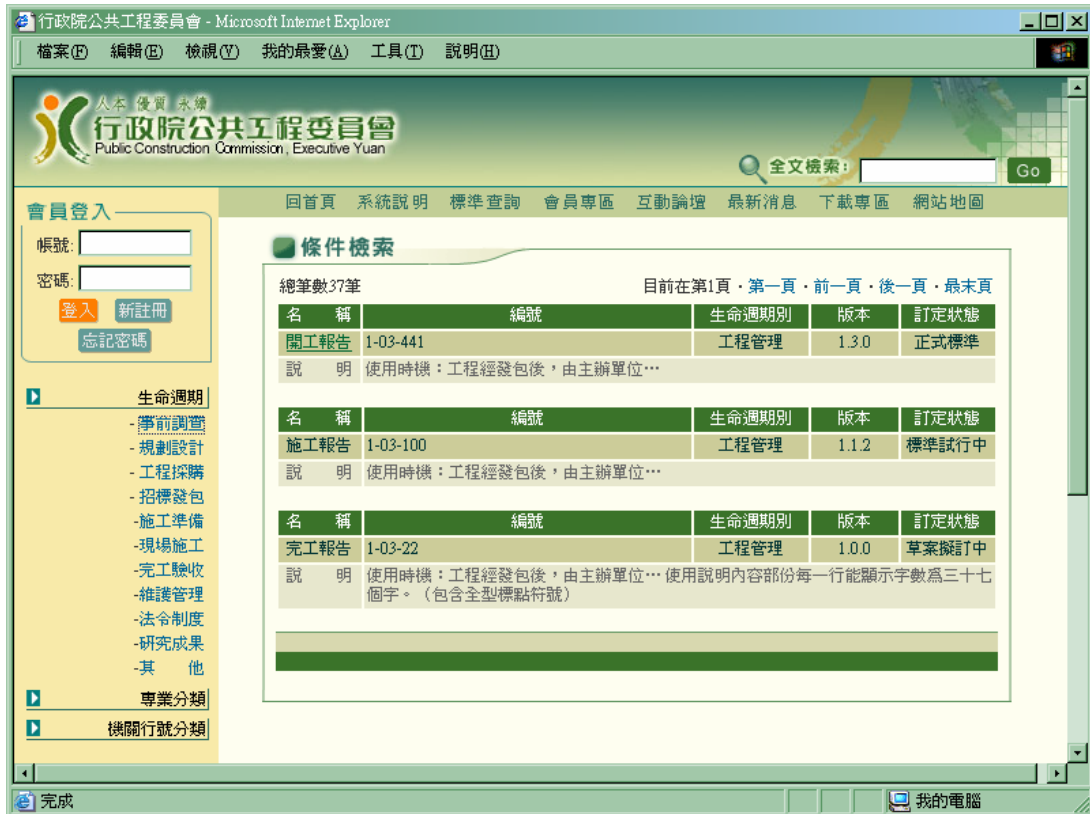 行政院公共工程委員會 - Microsoft Internet Explorer
檔案(F) 編輯(E) 檢視(V) 我的最愛(A) 工具(T) 說明(H)
人本 優質 永續
行政院公共工程委員會
Public Construction Commission, Executive Yuan
全文檢索: Go
回首頁 系統說明 標準查詢 會員專區 互動論壇 最新消息 下載專區 網站地圖
會員登入
帳號:
密碼:
登入 新註冊
忘記密碼
生命週期
- 事前調查
- 規劃設計
- 工程採購
- 招標發包
-施工準備
-現場施工
-完工驗收
-維護管理
-法令制度
-研究成果
-其 他
專業分類
機關行號分類
條件檢索
總筆數37筆 目前在第1頁‧第一頁‧前一頁‧後一頁‧最末頁
名 稱 編號 生命週期別 版本 訂定狀態
開工報告 1-03-441 工程管理 1.3.0 正式標準
說 明 使用時機：工程經發包後，由主辦單位…
名 稱 編號 生命週期別 版本 訂定狀態
施工報告 1-03-100 工程管理 1.1.2 標準試行中
說 明 使用時機：工程經發包後，由主辦單位…
名 稱 編號 生命週期別 版本 訂定狀態
完工報告 1-03-22 工程管理 1.0.0 草案擬訂中
說 明 使用時機：工程經發包後，由主辦單位… 使用說明內容部份每一行能顯示字數為三十七
個字。（包含全型標點符號）
完成 我的電腦